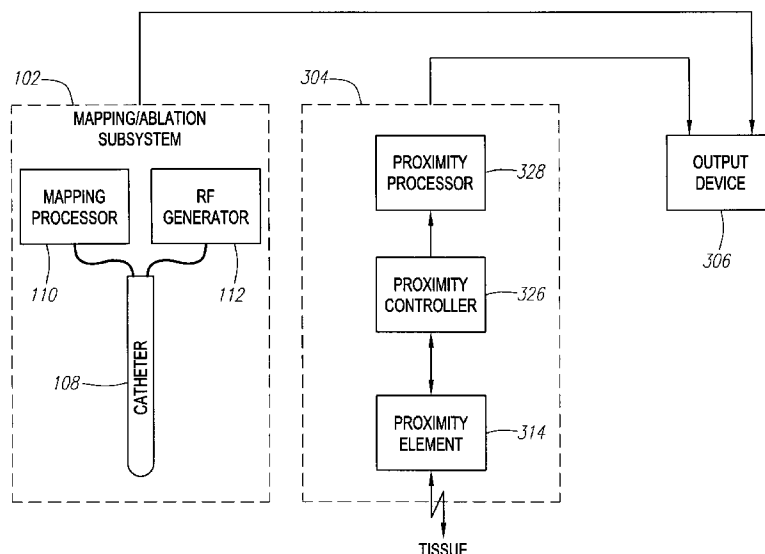 102
MAPPING/ABLATION
SUBSYSTEM
MAPPING
PROCESSOR
110
RF
GENERATOR
112
108
CATHETER
304
PROXIMITY
PROCESSOR
328
PROXIMITY
CONTROLLER
326
PROXIMITY
ELEMENT
314
TISSUE
OUTPUT
DEVICE
306